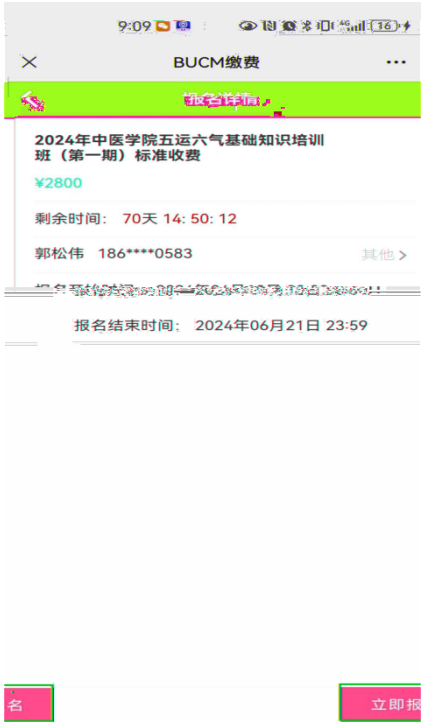 9:09
4G 16
BUCM缴费
报名详情
2024年中医学院五运六气基础知识培训
班（第一期）标准收费
¥2800
剩余时间： 70天 14: 50: 12
郭松伟 186****0583
其他
报名结束时间： 2024年06月21日 23:59
名
立即报